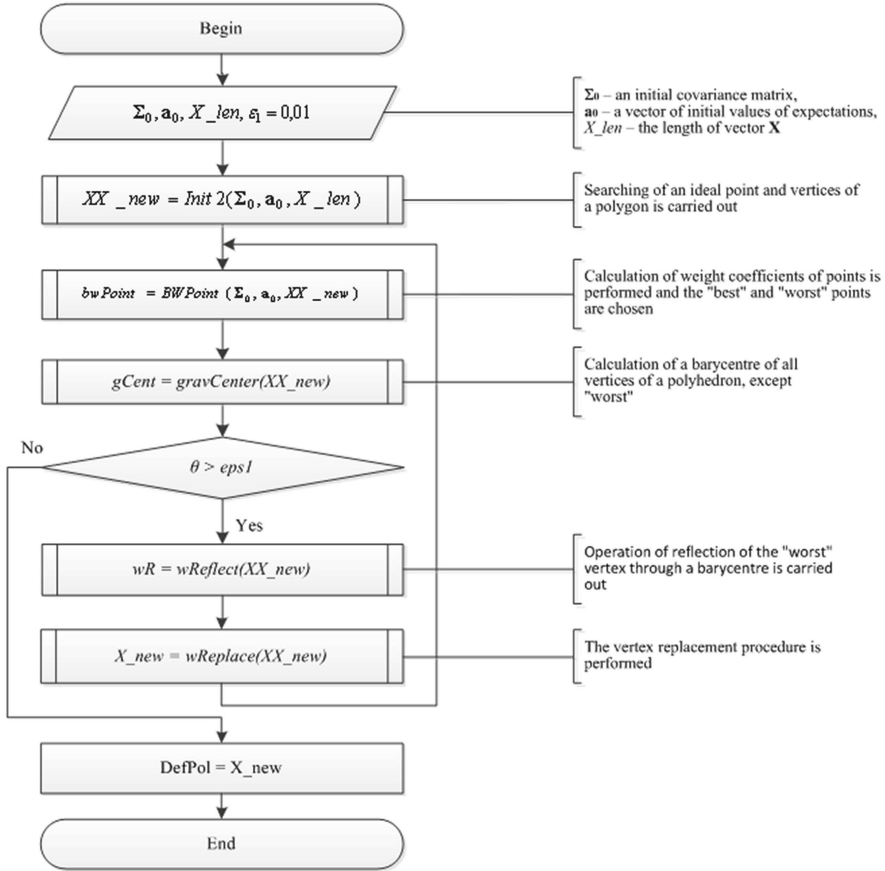 Begin
Σ₀, a₀, X_len, ε₁ = 0,01
Σ₀ – an initial covariance matrix,
a₀ – a vector of initial values of expectations,
X_len – the length of vector X
XX_new = Init 2(Σ₀, a₀, X_len)
Searching of an ideal point and vertices of
a polygon is carried out
bwPoint = BWPoint (Σ₀, a₀, XX_new)
Calculation of weight coefficients of points is
performed and the "best" and "worst" points
are chosen
gCent = gravCenter(XX_new)
Calculation of a barycentre of all
vertices of a polyhedron, except
"worst"
No
θ > eps1
Yes
wR = wReflect(XX_new)
Operation of reflection of the "worst"
vertex through a barycentre is carried
out
X_new = wReplace(XX_new)
The vertex replacement procedure is
performed
DefPol = X_new
End